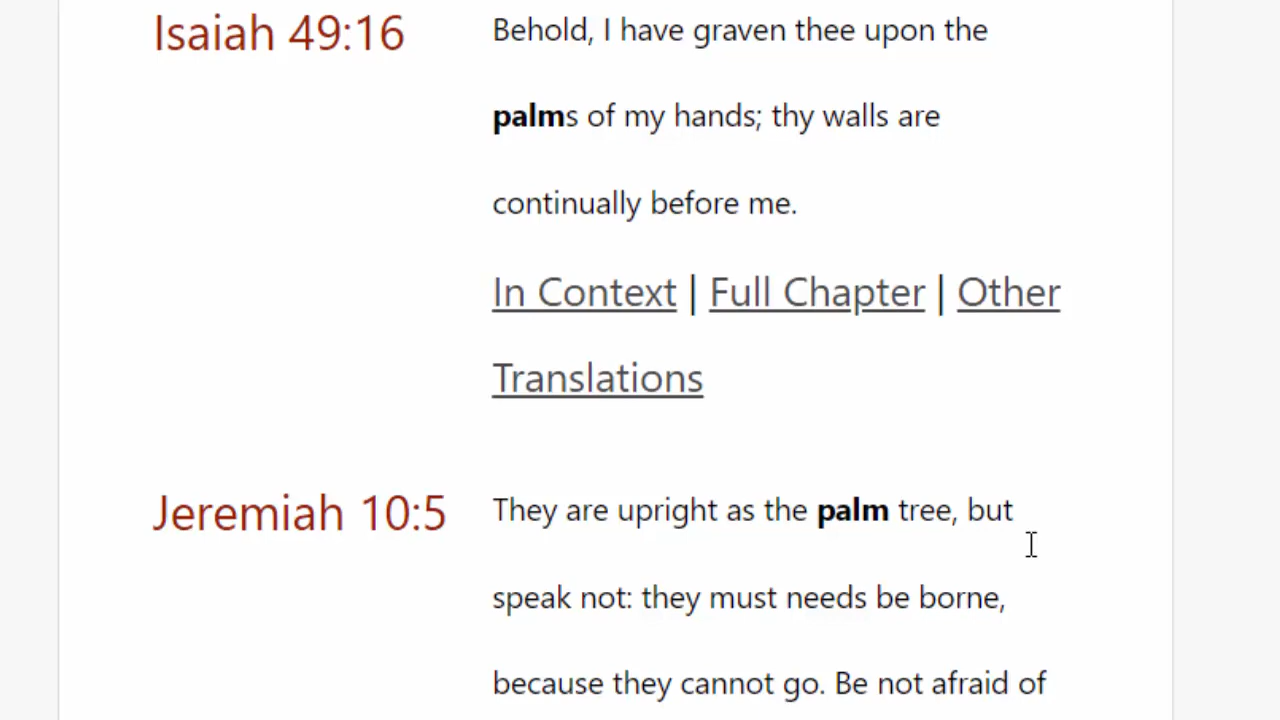 Isaiah 49:16 Behold, I have graven thee upon the
palms of my hands; thy walls are
continually before me.
In Context | Full Chapter | Other
Translations
Jeremiah 10:5 They are upright as the palm tree, but
speak not: they must needs be borne,
because they cannot go. Be not afraid of